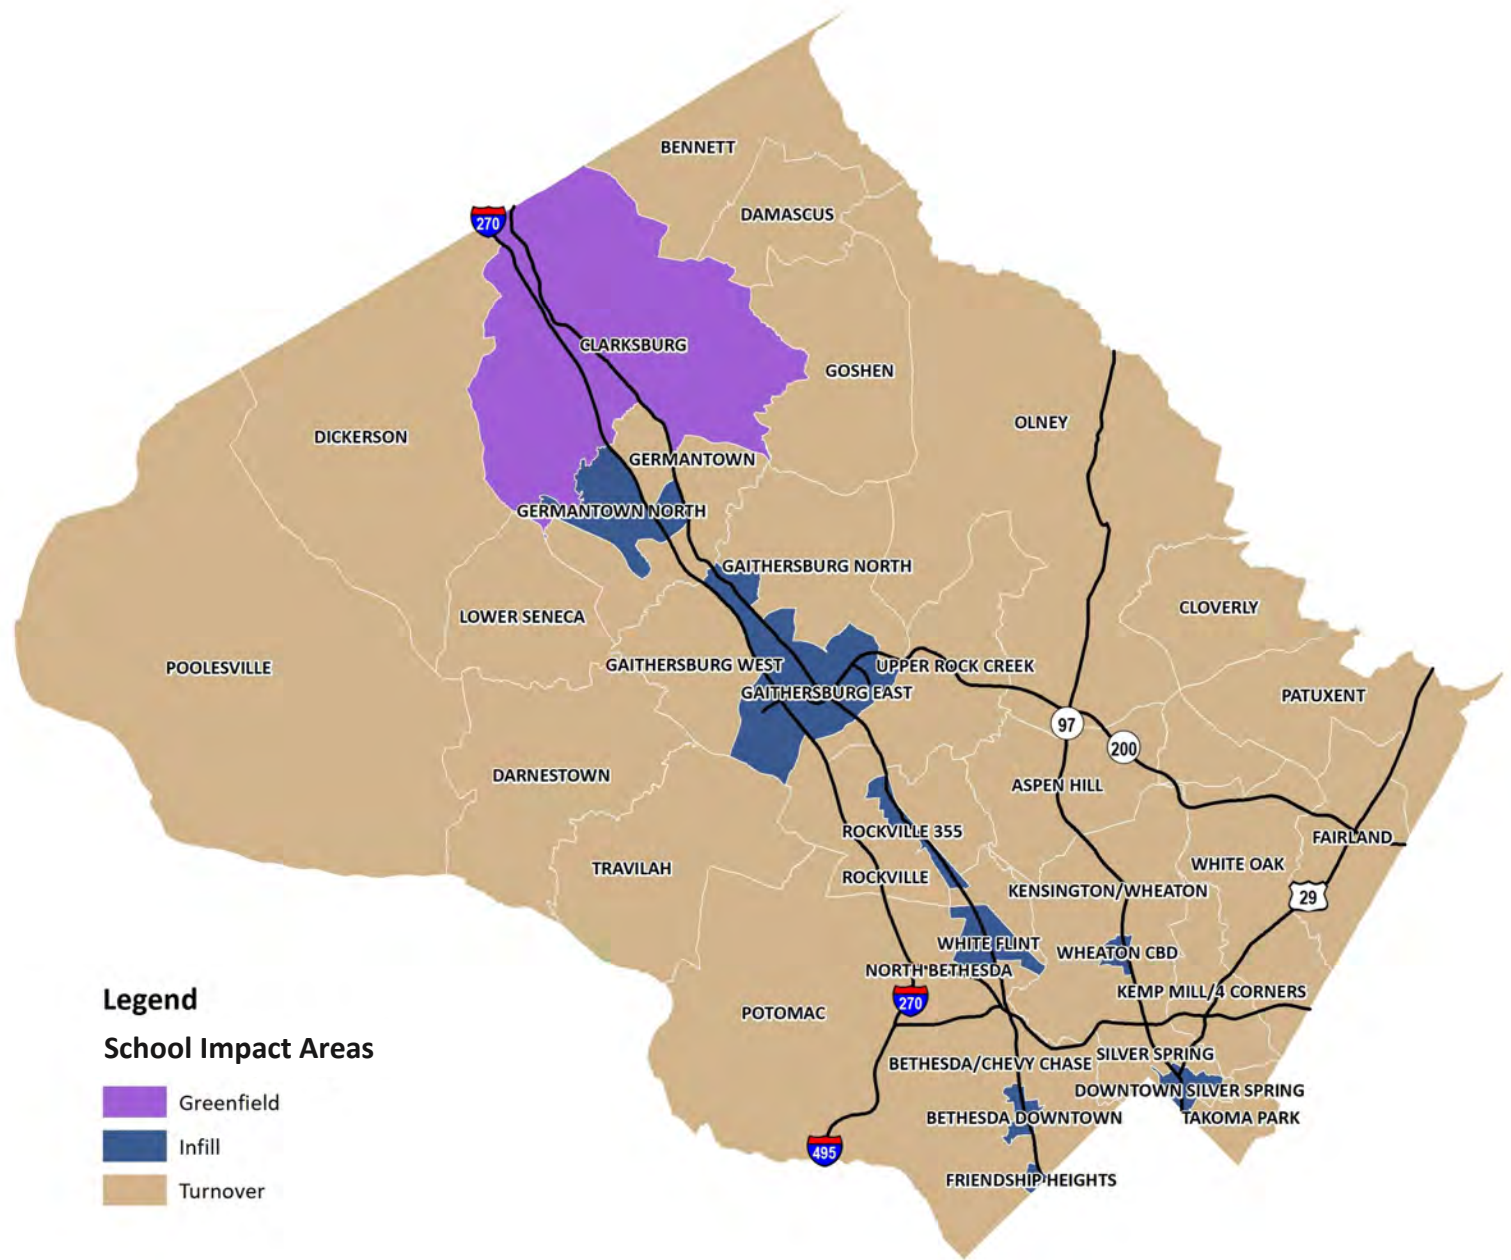 BENNETT
DAMASCUS
270
CLARKSBURG
GOSHEN
OLNEY
DICKERSON
GERMANTOWN
GERMANTOWN NORTH
GAITHERSBURG NORTH
CLOVERLY
LOWER SENECA
POOLESVILLE
GAITHERSBURG WEST
UPPER ROCK CREEK
GAITHERSBURG EAST
PATUXENT
97
200
DARNESTOWN
ASPEN HILL
ROCKVILLE 355
FAIRLAND
TRAVILAH
ROCKVILLE
WHITE OAK
KENSINGTON/WHEATON
29
WHITE FLINT
WHEATON CBD
NORTH BETHESDA
KEMP MILL/4 CORNERS
270
POTOMAC
SILVER SPRING
BETHESDA/CHEVY CHASE
DOWNTOWN SILVER SPRING
BETHESDA DOWNTOWN
TAKOMA PARK
495
FRIENDSHIP HEIGHTS
Legend
School Impact Areas
Greenfield
Infill
Turnover